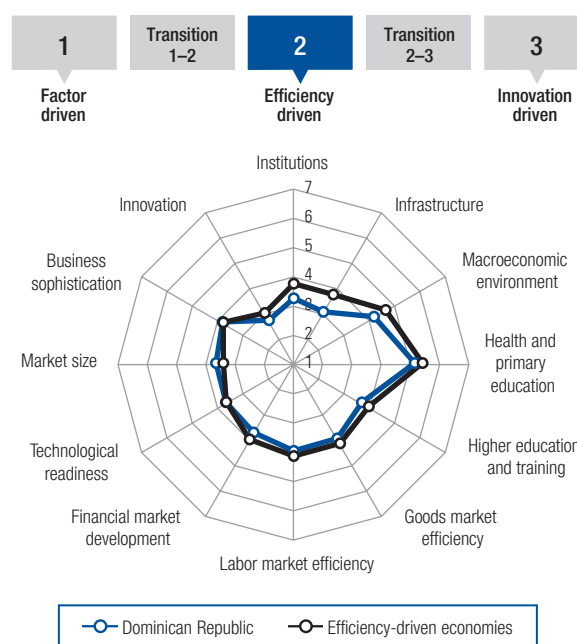 1
Transition
1–2
2
Transition
2–3
3
Factor
driven
Efficiency
driven
Innovation
driven
Institutions
7
Innovation
Infrastructure
6
5
Business
sophistication
Macroeconomic
environment
4
3
2
Market size
1
Health and
primary
education
Technological
readiness
Higher education
and training
Financial market
development
Goods market
efficiency
Labor market efficiency
Dominican Republic
Efficiency-driven economies